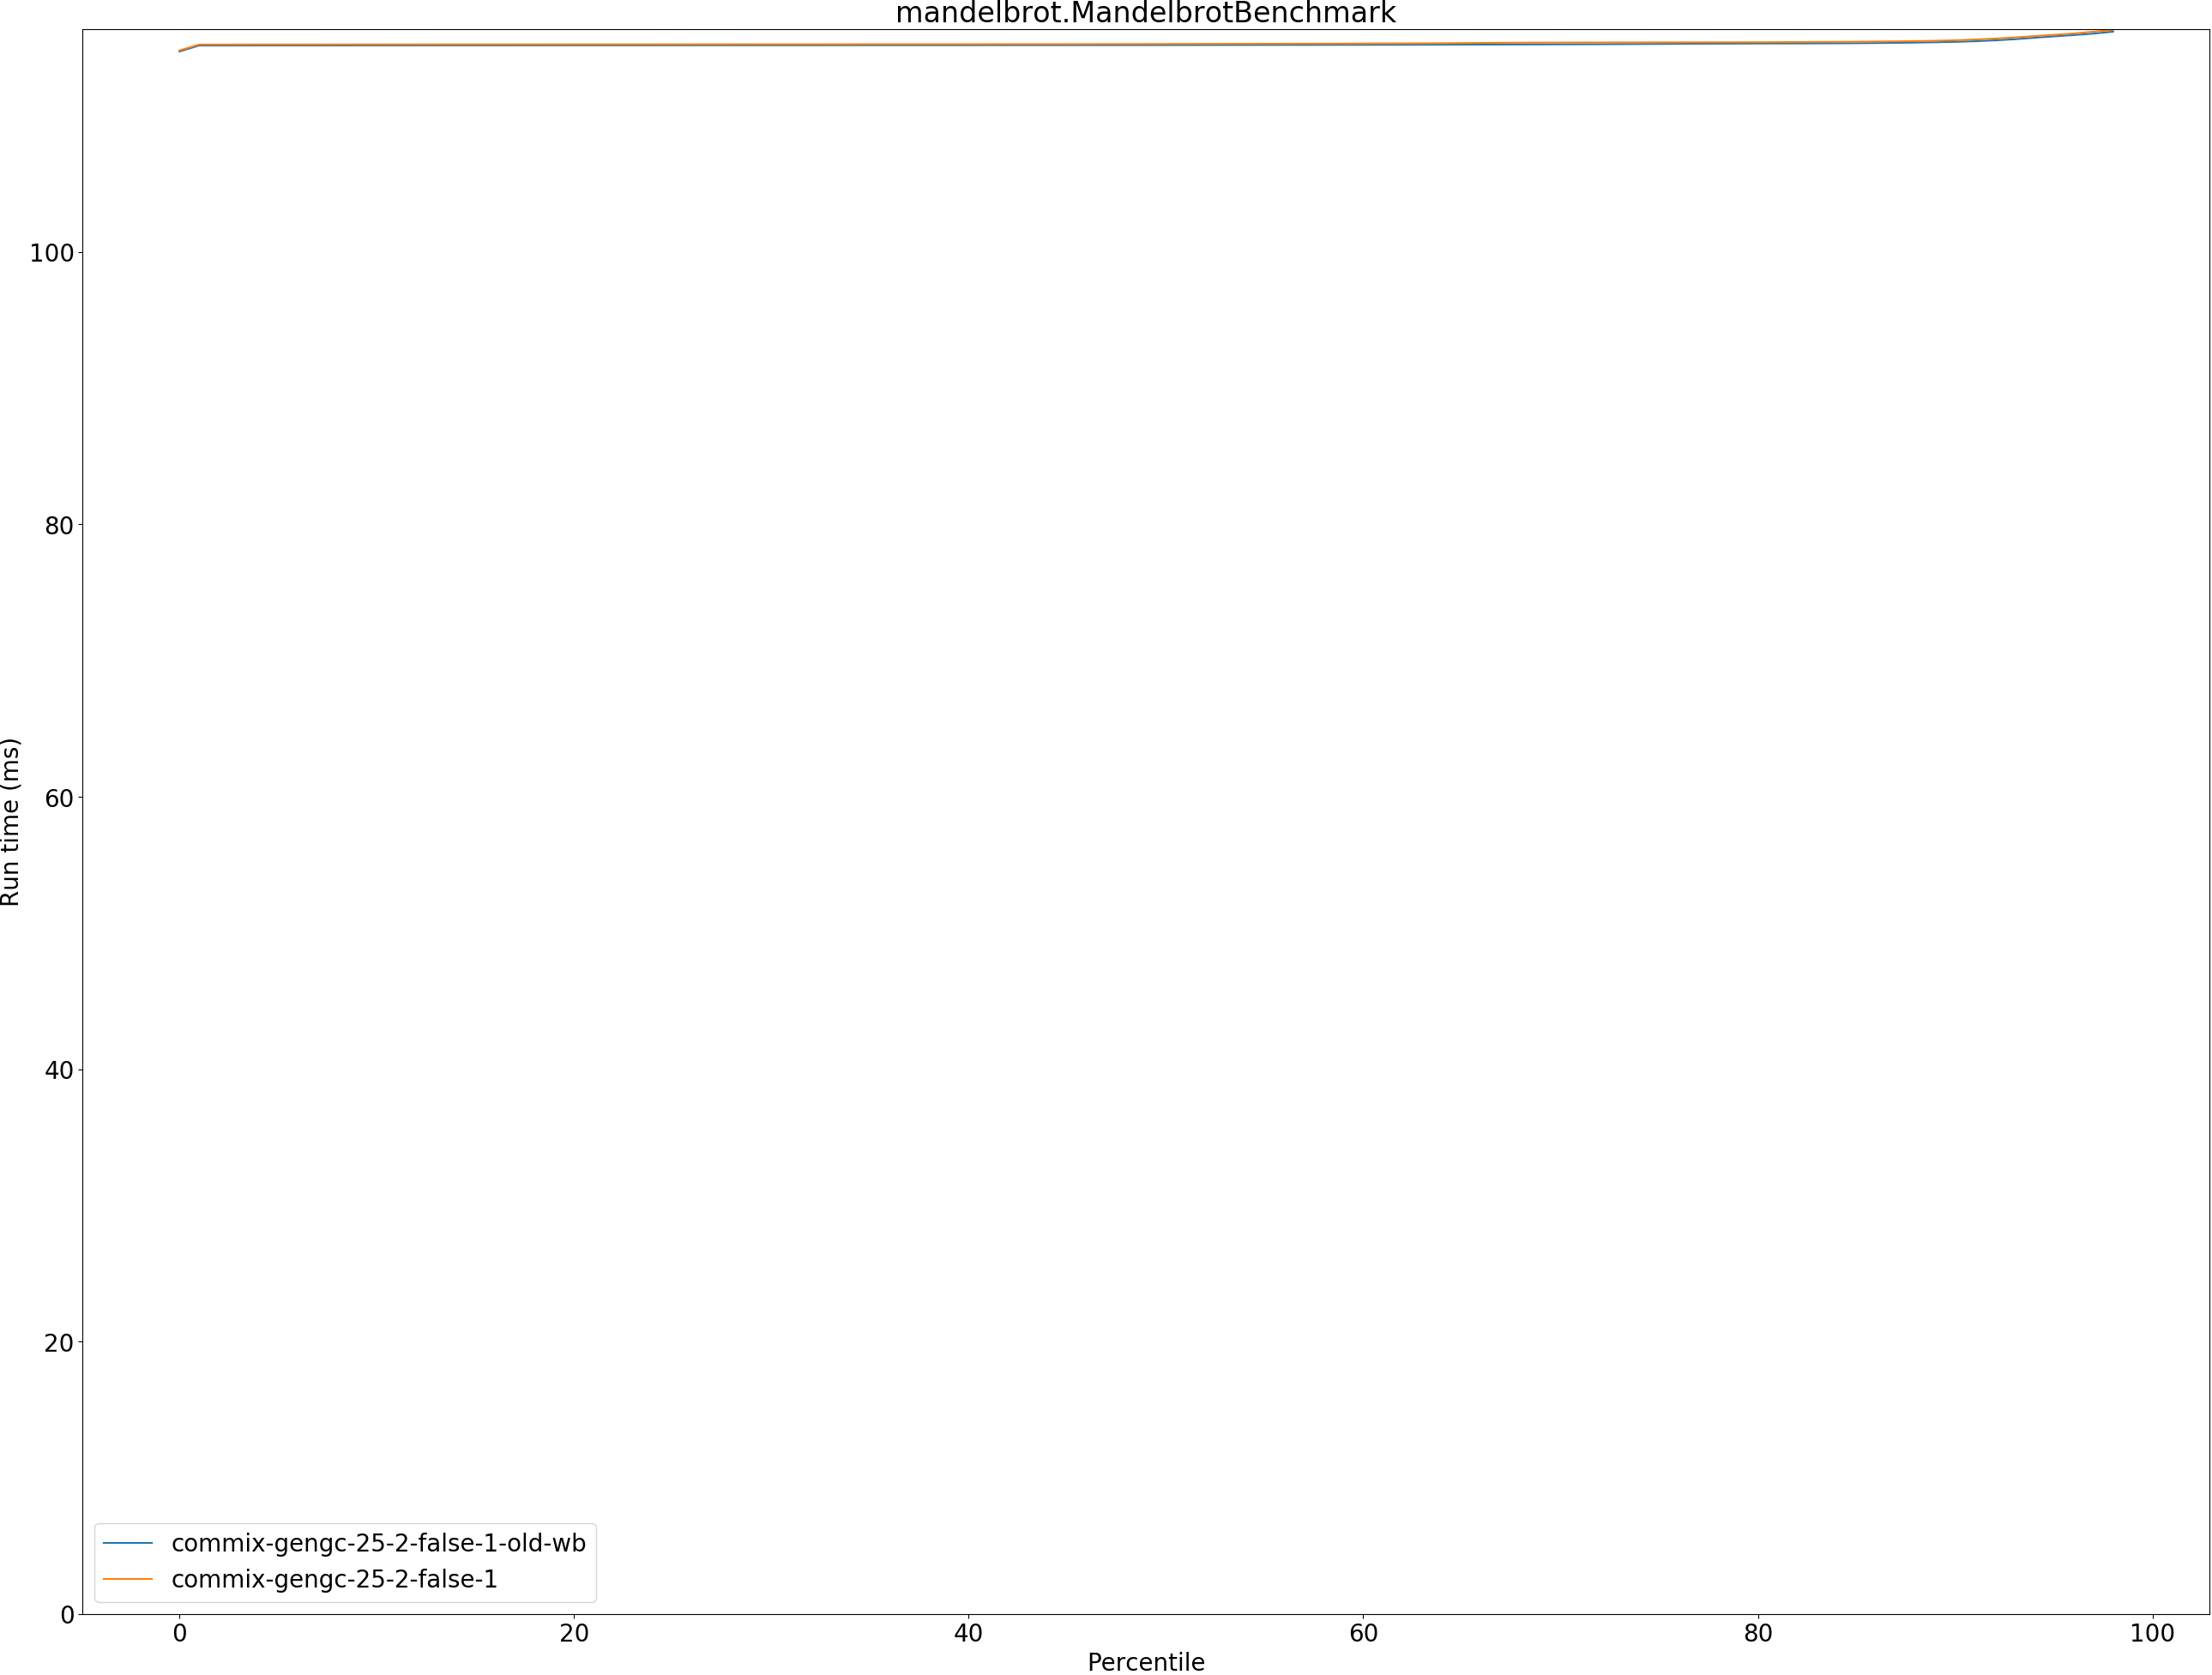 mandelbrot.MandelbrotBenchmark
100
80
60
40
20
0
Run time (ms)
commix-gengc-25-2-false-1-old-wb
commix-gengc-25-2-false-1
0 20 40 60 80 100
Percentile